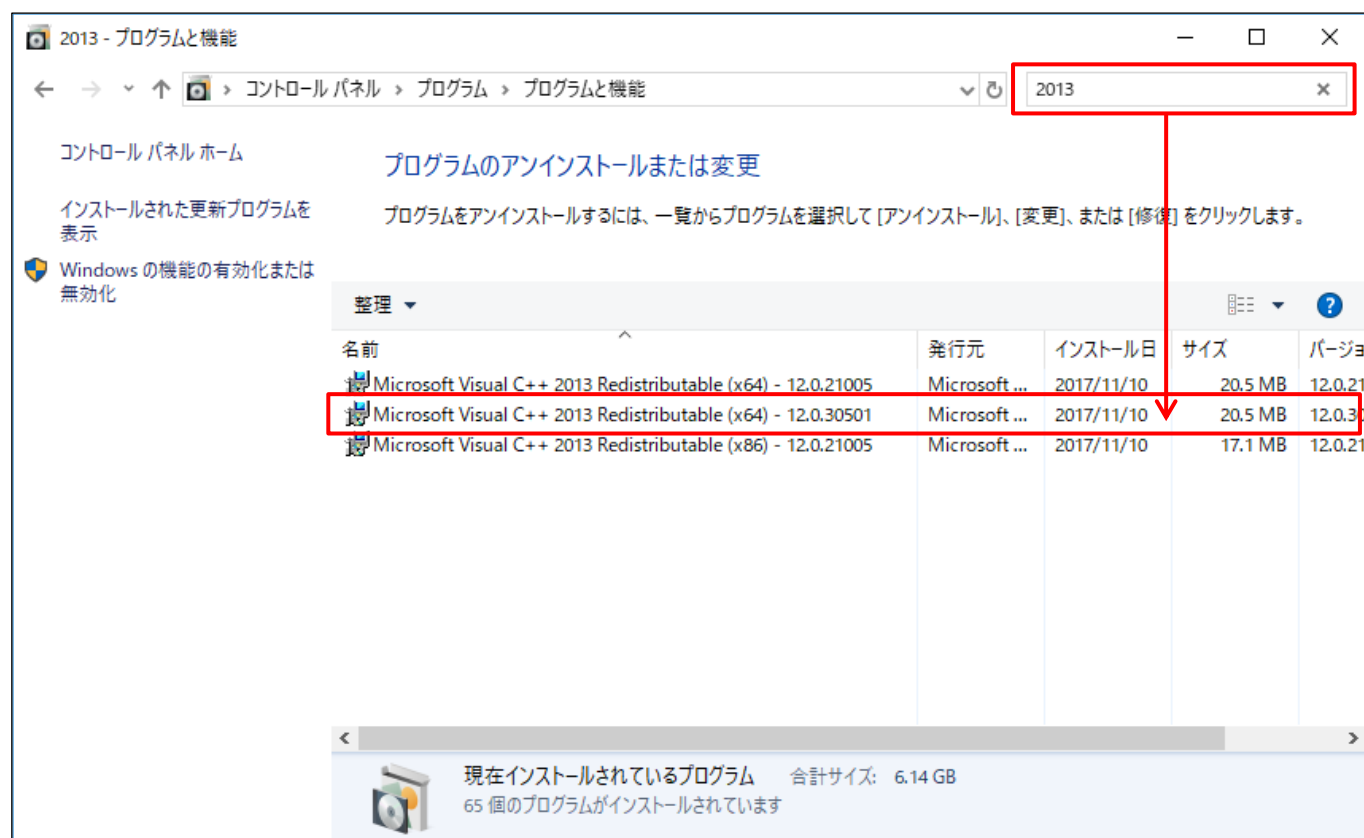 2013 - プログラムと機能
コントロール パネル › プログラム › プログラムと機能
2013
コントロール パネル ホーム
インストールされた更新プログラムを
表示
Windows の機能の有効化または
無効化
プログラムのアンインストールまたは変更
プログラムをアンインストールするには、一覧からプログラムを選択して [アンインストール]、[変更]、または [修復] をクリックします。
整理
名前 発行元 インストール日 サイズ バージョ
Microsoft Visual C++ 2013 Redistributable (x64) - 12.0.21005 Microsoft ... 2017/11/10 20.5 MB 12.0.21
Microsoft Visual C++ 2013 Redistributable (x64) - 12.0.30501 Microsoft ... 2017/11/10 20.5 MB 12.0.30
Microsoft Visual C++ 2013 Redistributable (x86) - 12.0.21005 Microsoft ... 2017/11/10 17.1 MB 12.0.21
現在インストールされているプログラム 合計サイズ: 6.14 GB
65 個のプログラムがインストールされています